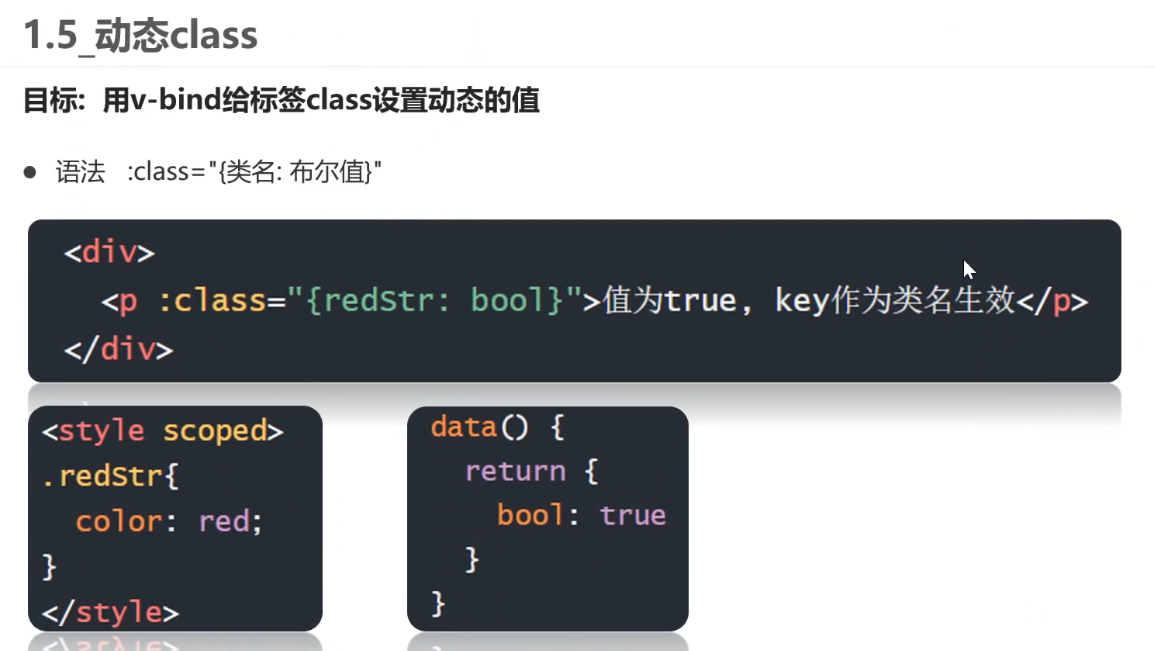 1.5_动态class
目标: 用v-bind给标签class设置动态的值
● 语法 :class="{类名: 布尔值}"
<div>
<p :class="{redStr: bool}">值为true, key作为类名生效</p>
</div>
<style scoped>
.redStr{
color: red;
}
</style>
data() {
return {
bool: true
}
}